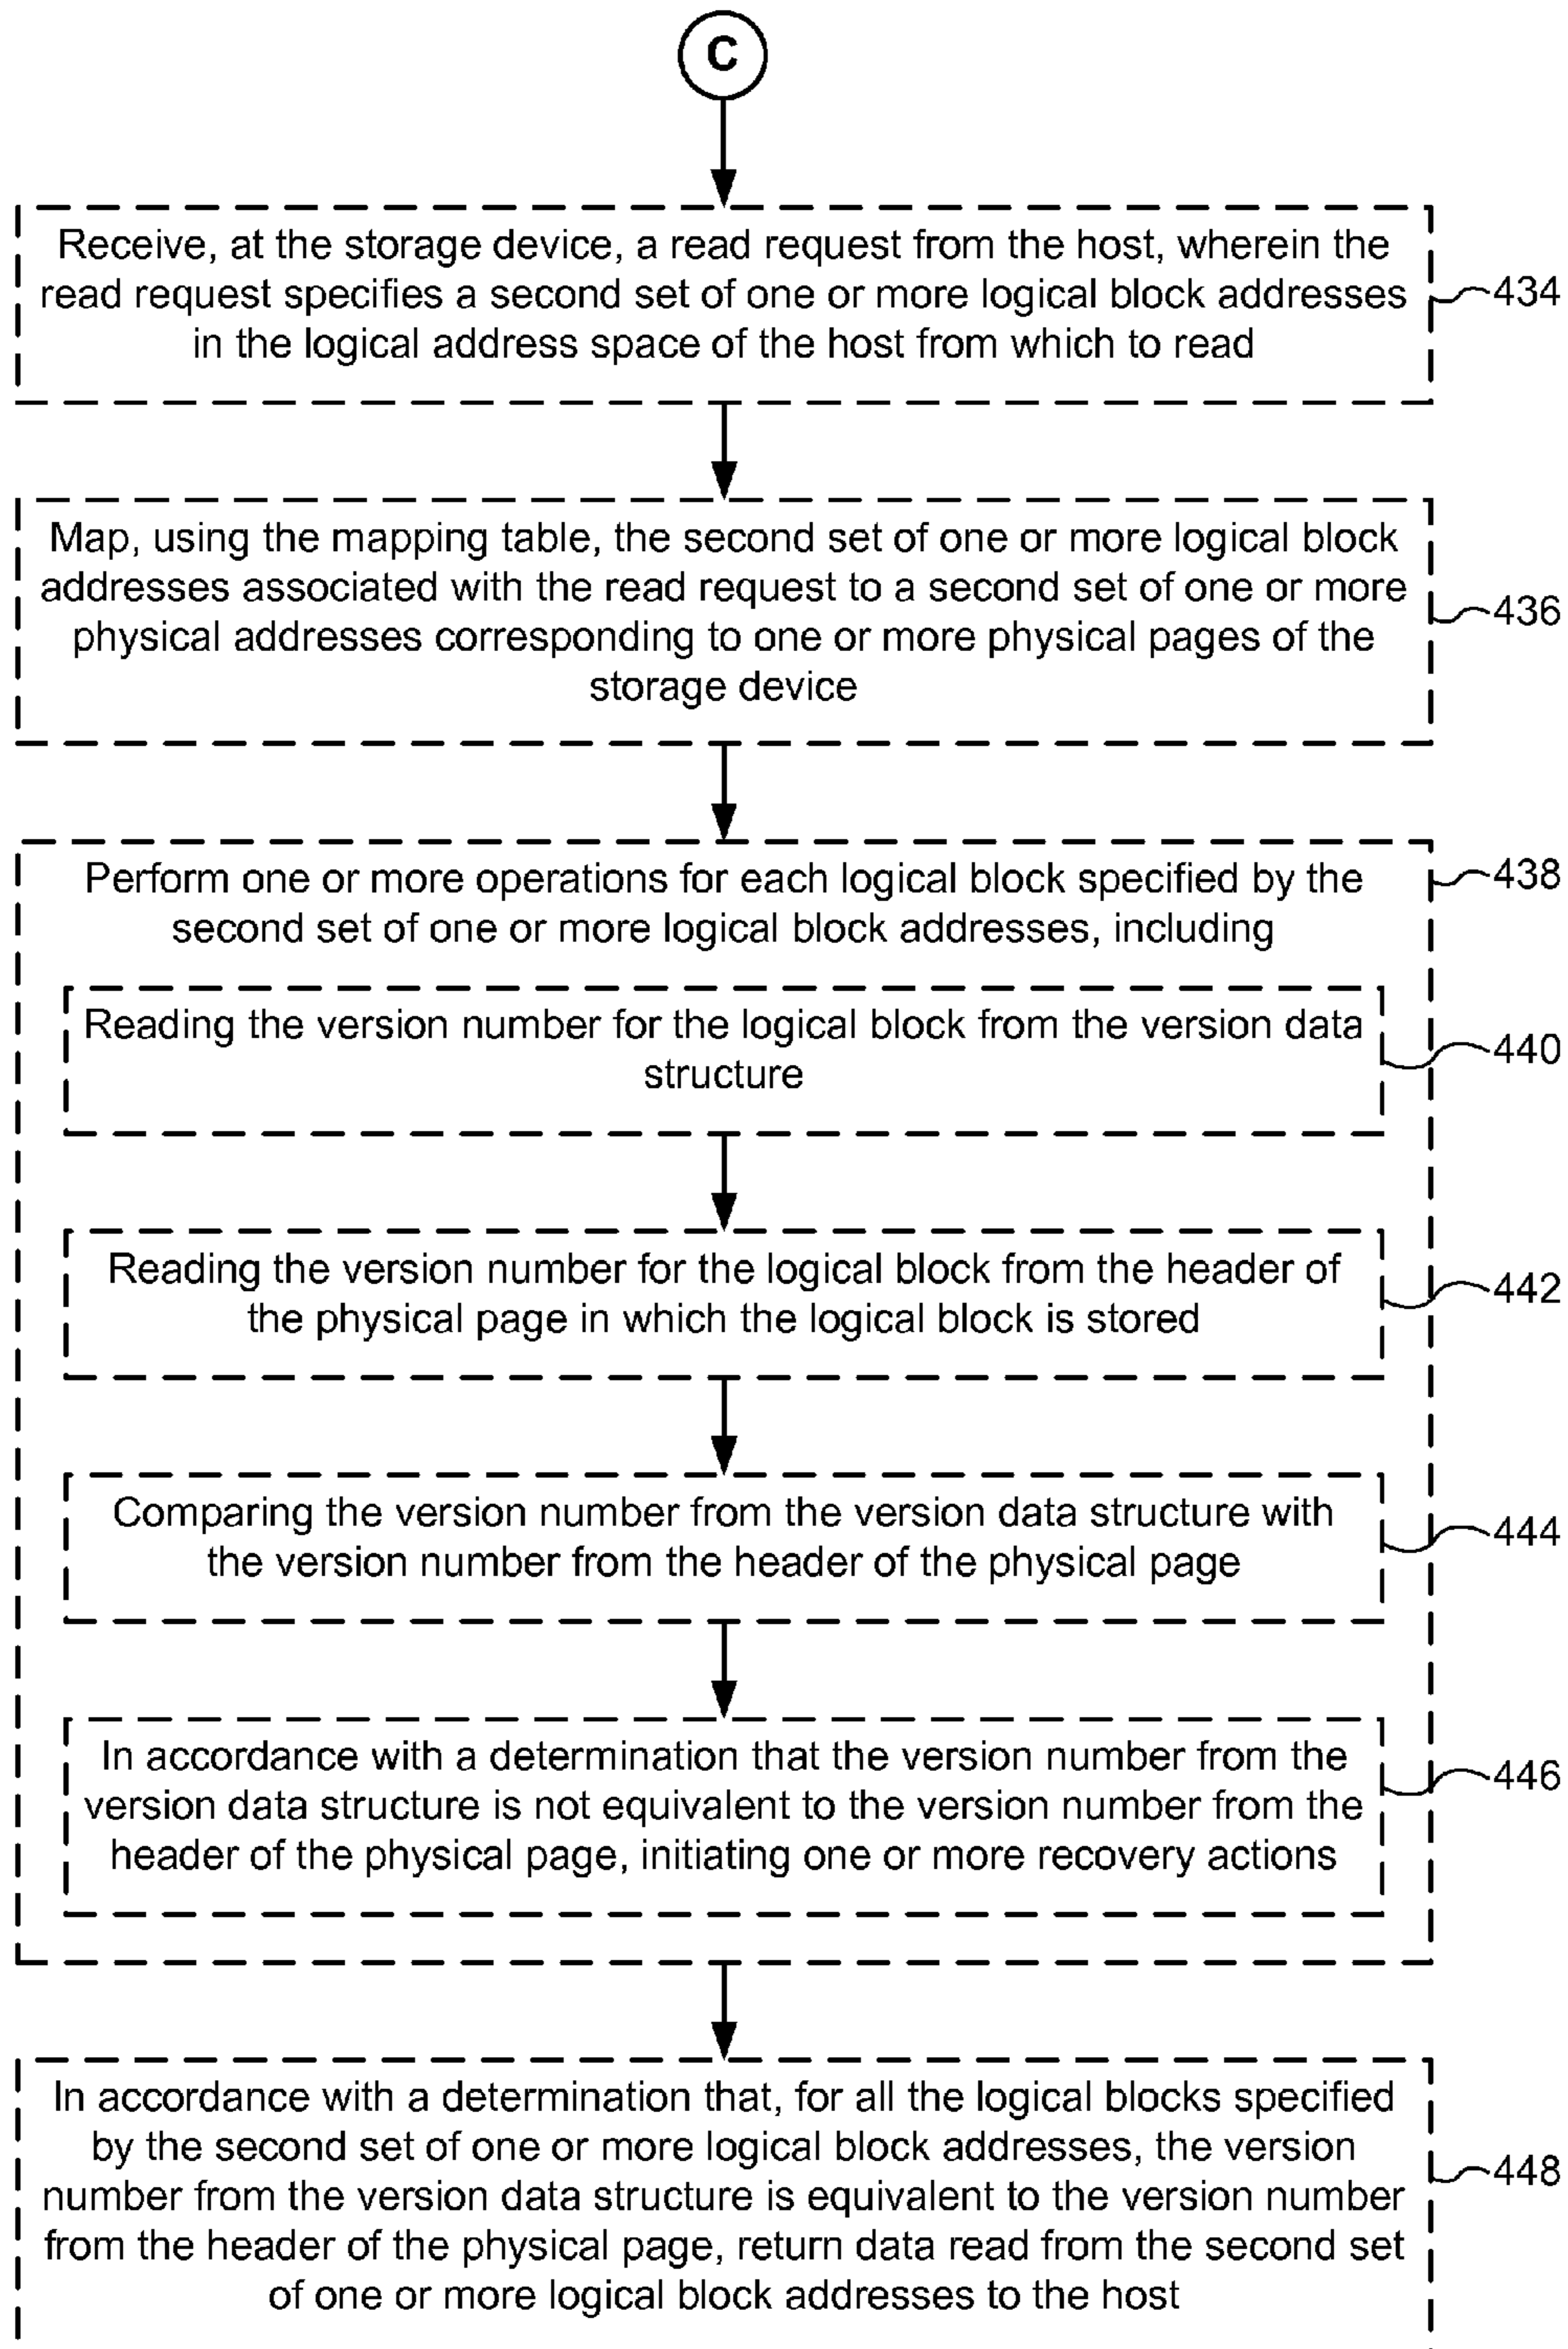 C
Receive, at the storage device, a read request from the host, wherein the
read request specifies a second set of one or more logical block addresses
in the logical address space of the host from which to read
434
Map, using the mapping table, the second set of one or more logical block
addresses associated with the read request to a second set of one or more
physical addresses corresponding to one or more physical pages of the
storage device
436
Perform one or more operations for each logical block specified by the
second set of one or more logical block addresses, including
438
Reading the version number for the logical block from the version data
structure
440
Reading the version number for the logical block from the header of
the physical page in which the logical block is stored
442
Comparing the version number from the version data structure with
the version number from the header of the physical page
444
In accordance with a determination that the version number from the
version data structure is not equivalent to the version number from the
header of the physical page, initiating one or more recovery actions
446
In accordance with a determination that, for all the logical blocks specified
by the second set of one or more logical block addresses, the version
number from the version data structure is equivalent to the version number
from the header of the physical page, return data read from the second set
of one or more logical block addresses to the host
448